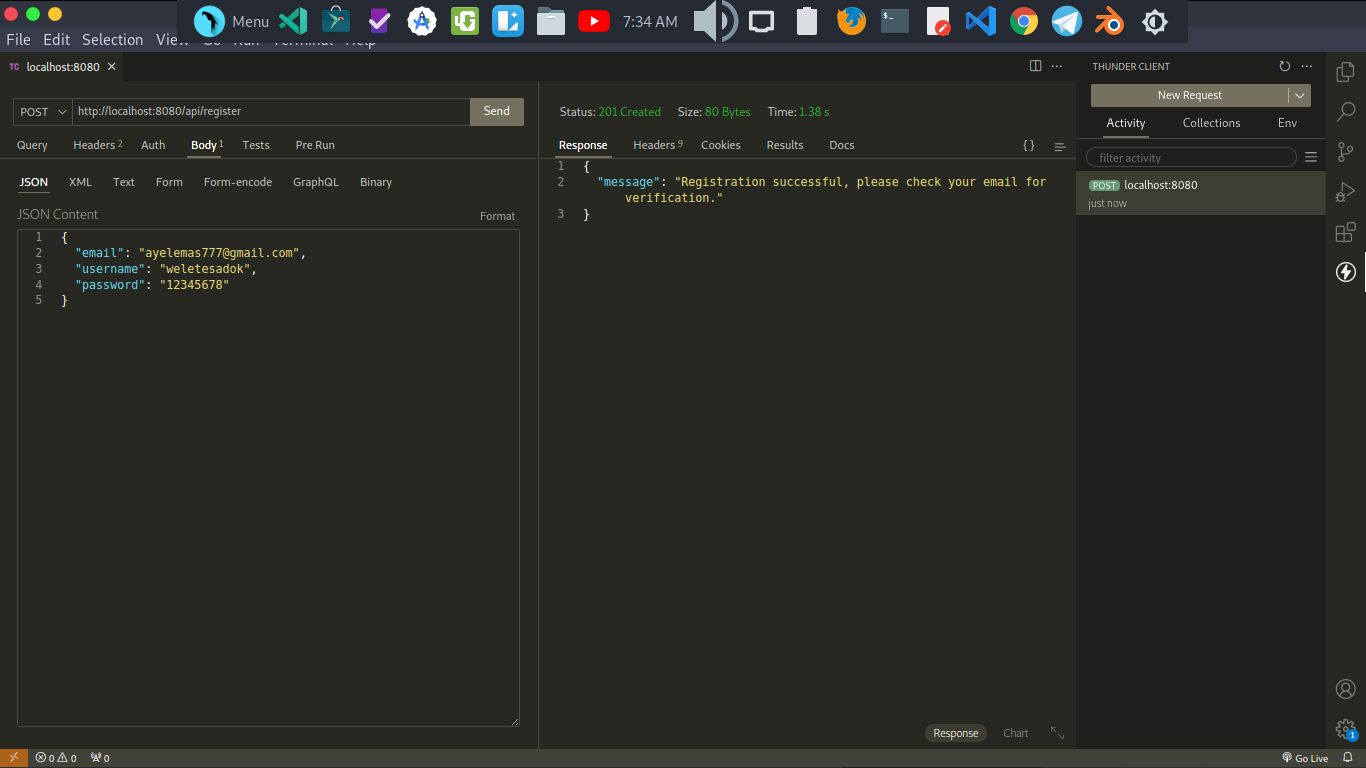 Menu
7:34 AM
File Edit Selection View Go Run Terminal Help
TC localhost:8080
POST
http://localhost:8080/api/register
Send
Query
Headers 2
Auth
Body 1
Tests
Pre Run
JSON
XML
Text
Form
Form-encode
GraphQL
Binary
JSON Content
Format
1 {
2 "email": "ayelemas777@gmail.com",
3 "username": "weletesadok",
4 "password": "12345678"
5 }
Status: 201 Created Size: 80 Bytes Time: 1.38 s
Response
Headers 9
Cookies
Results
Docs
{ }
1 {
2 "message": "Registration successful, please check your email for
verification."
3 }
Response
Chart
THUNDER CLIENT
New Request
Activity
Collections
Env
filter activity
POST localhost:8080
just now
1
0 0 0
Go Live